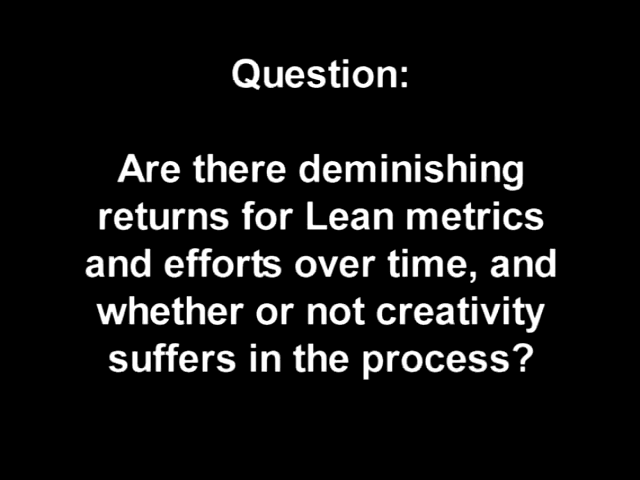 Question:
Are there deminishing
returns for Lean metrics
and efforts over time, and
whether or not creativity
suffers in the process?